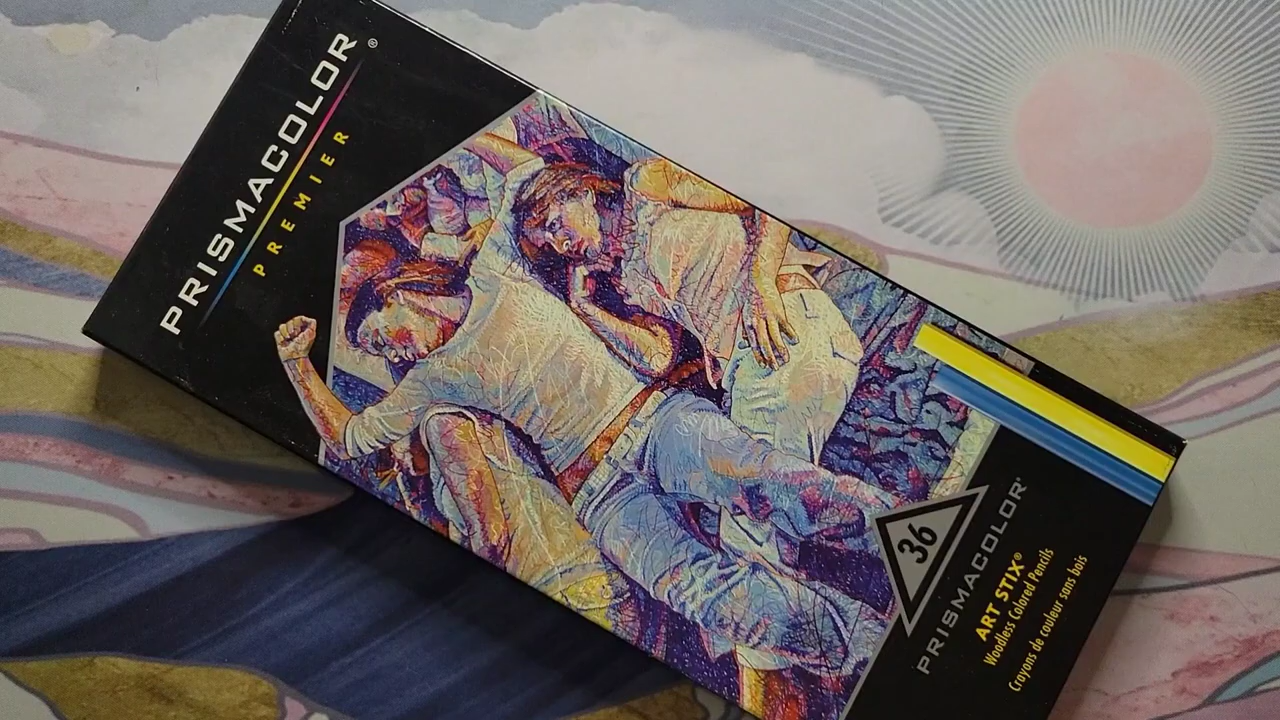 PRISMACOLOR®
PREMIER
36
PRISMACOLOR®
ART STIX®
Woodless Colored Pencils
Crayons de couleur sans bois